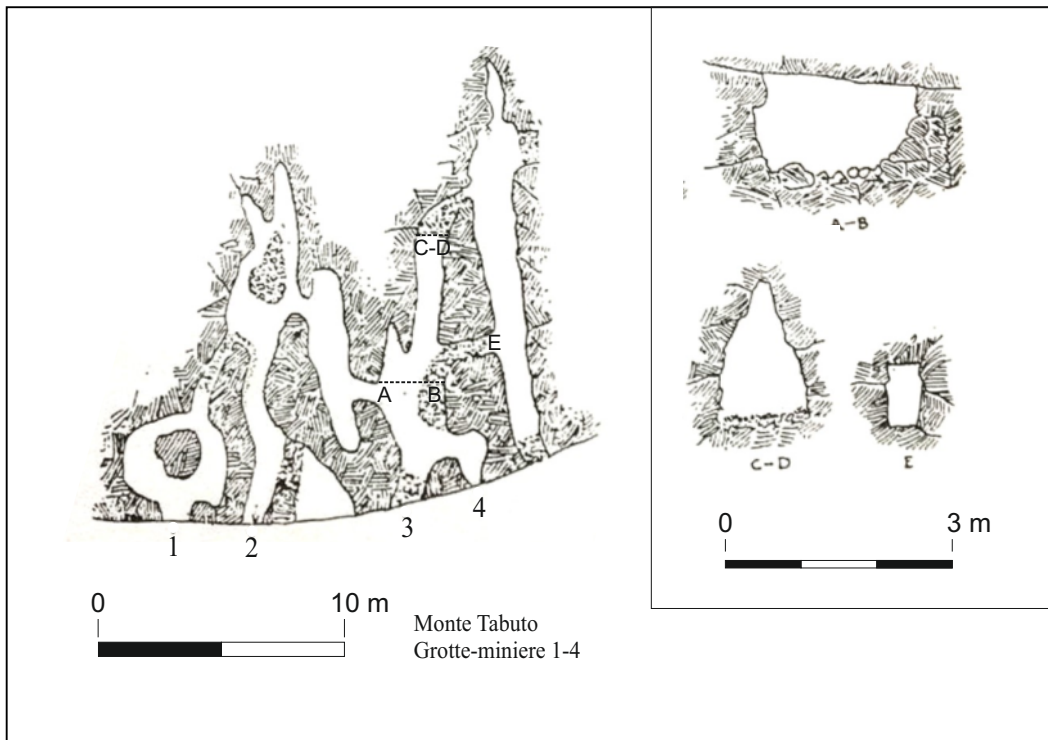 C-D
E
A B
1 2 3 4
0 10 m
Monte Tabuto
Grotte-miniere 1-4
A-B
C-D E
0 3 m